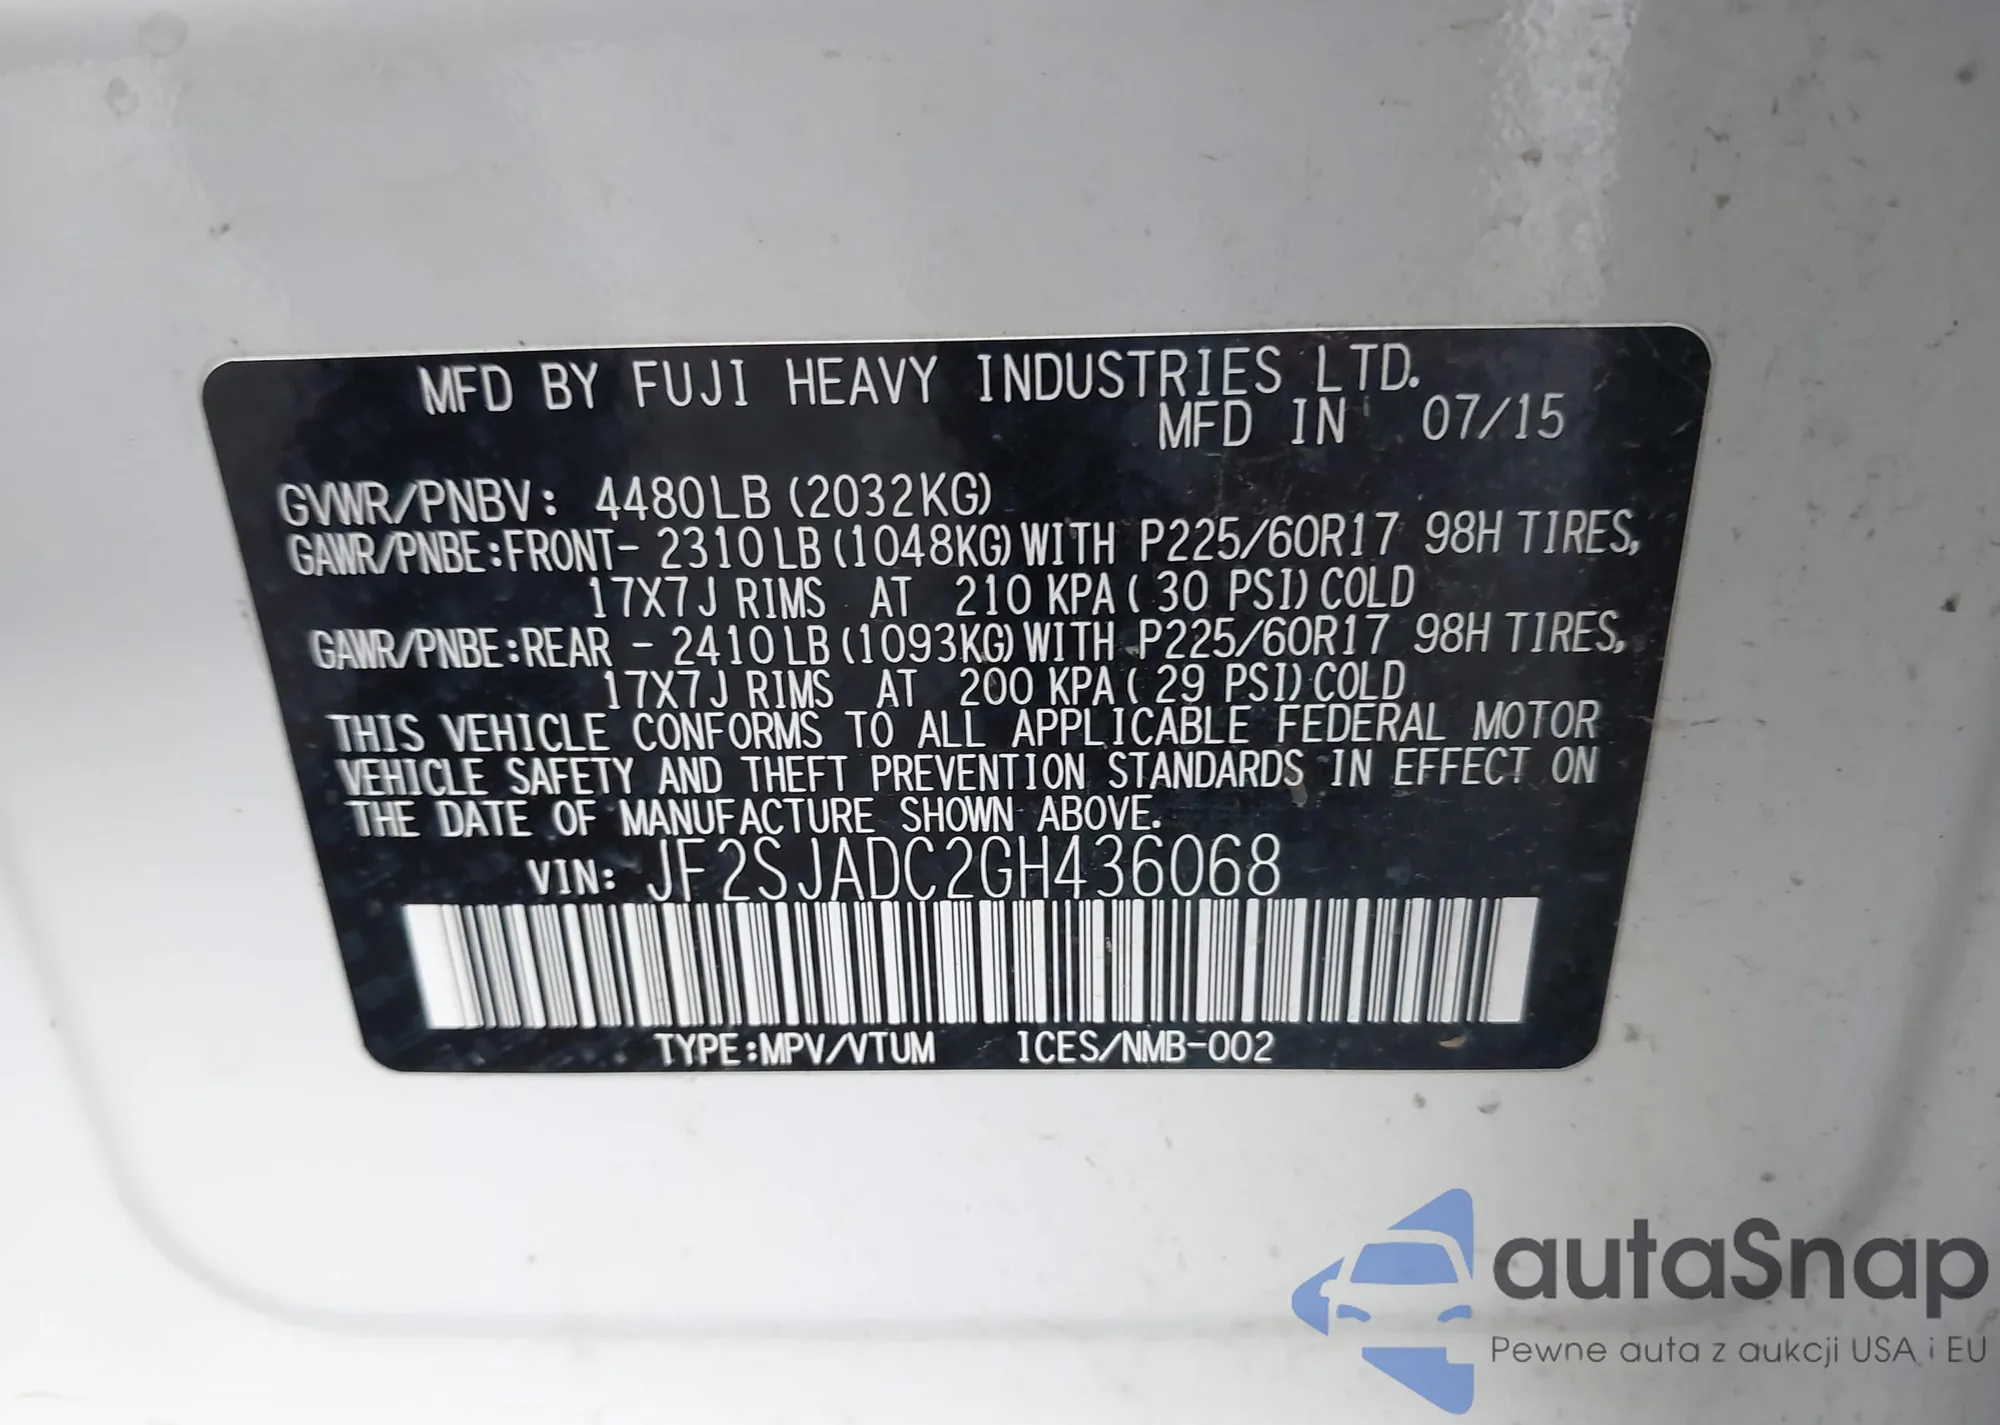 MFD BY FUJI HEAVY INDUSTRIES LTD.
MFD IN 07/15
GVWR/PNBV: 4480LB (2032KG)
GAWR/PNBE:FRONT- 2310LB (1048KG) WITH P225/60R17 98H TIRES,
17X7J RIMS AT 210 KPA ( 30 PSI) COLD
GAWR/PNBE:REAR - 2410LB (1093KG) WITH P225/60R17 98H TIRES,
17X7J RIMS AT 200 KPA ( 29 PSI) COLD
THIS VEHICLE CONFORMS TO ALL APPLICABLE FEDERAL MOTOR
VEHICLE SAFETY AND THEFT PREVENTION STANDARDS IN EFFECT ON
THE DATE OF MANUFACTURE SHOWN ABOVE.
VIN: JF2SJADC2GH436068
TYPE:MPV/VTUM ICES/NMB-002
autaSnap
Pewne auta z aukcji USA i EU